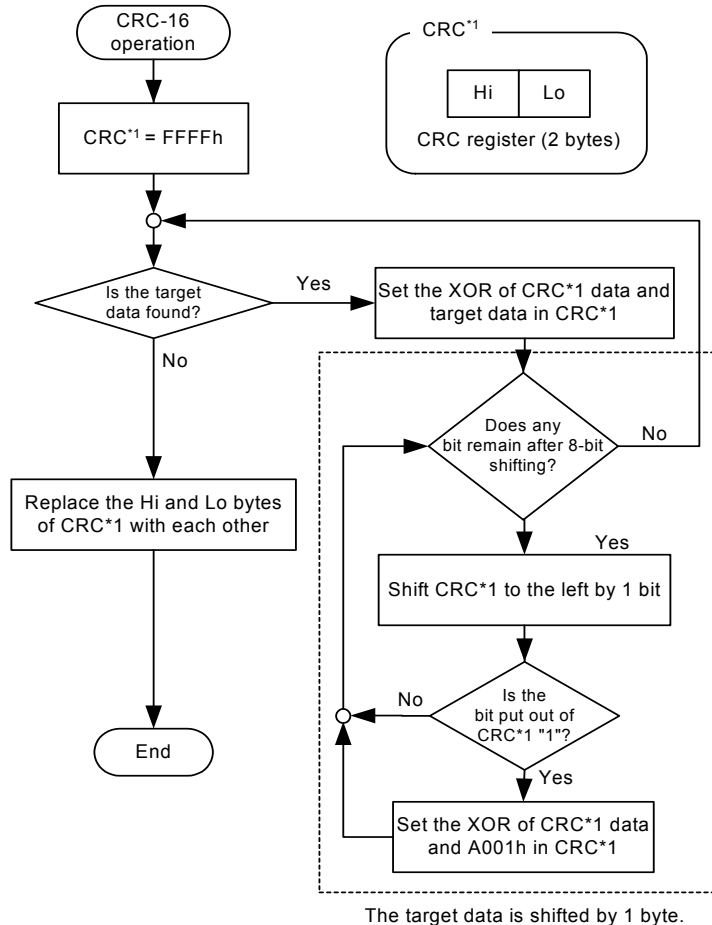 CRC-16
operation
CRC*1
Hi
Lo
CRC register (2 bytes)
CRC*1 = FFFFh
Is the target
data found?
Yes
No
Set the XOR of CRC*1 data and
target data in CRC*1
Does any
bit remain after 8-bit
shifting?
No
Yes
Replace the Hi and Lo bytes
of CRC*1 with each other
Shift CRC*1 to the left by 1 bit
Is the
bit put out of
CRC*1 "1"?
No
Yes
End
Set the XOR of CRC*1 data
and A001h in CRC*1
The target data is shifted by 1 byte.